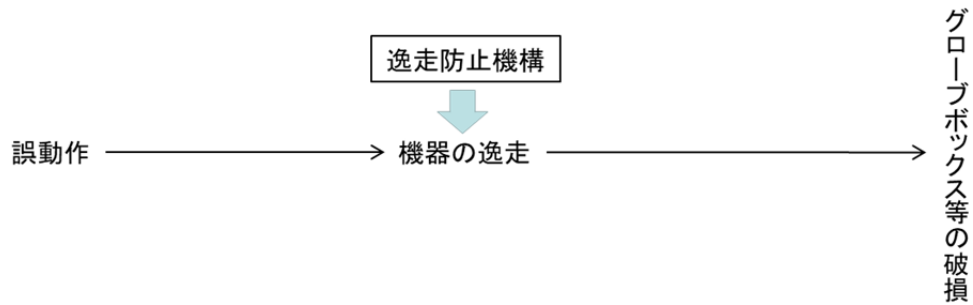 逸走防止機構
誤動作
機器の逸走
グローブボックス等の破損